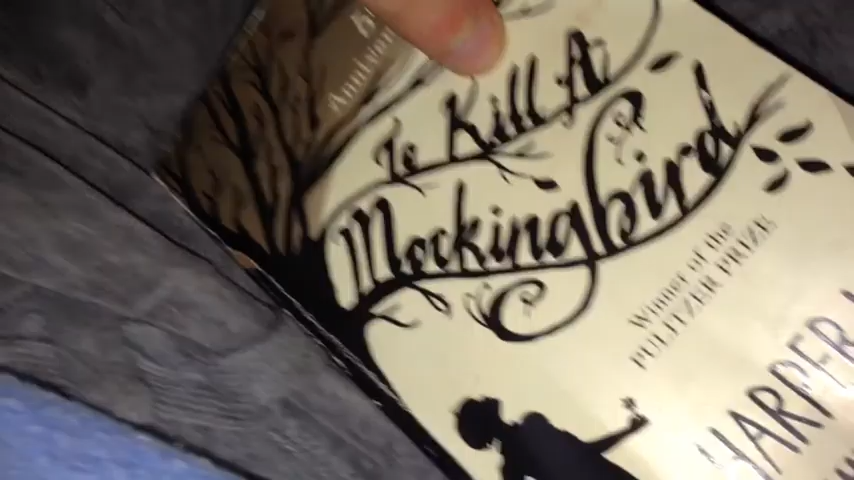 To Kill A
Mockingbird
Winner of the
PULITZER PRIZE
HARPER